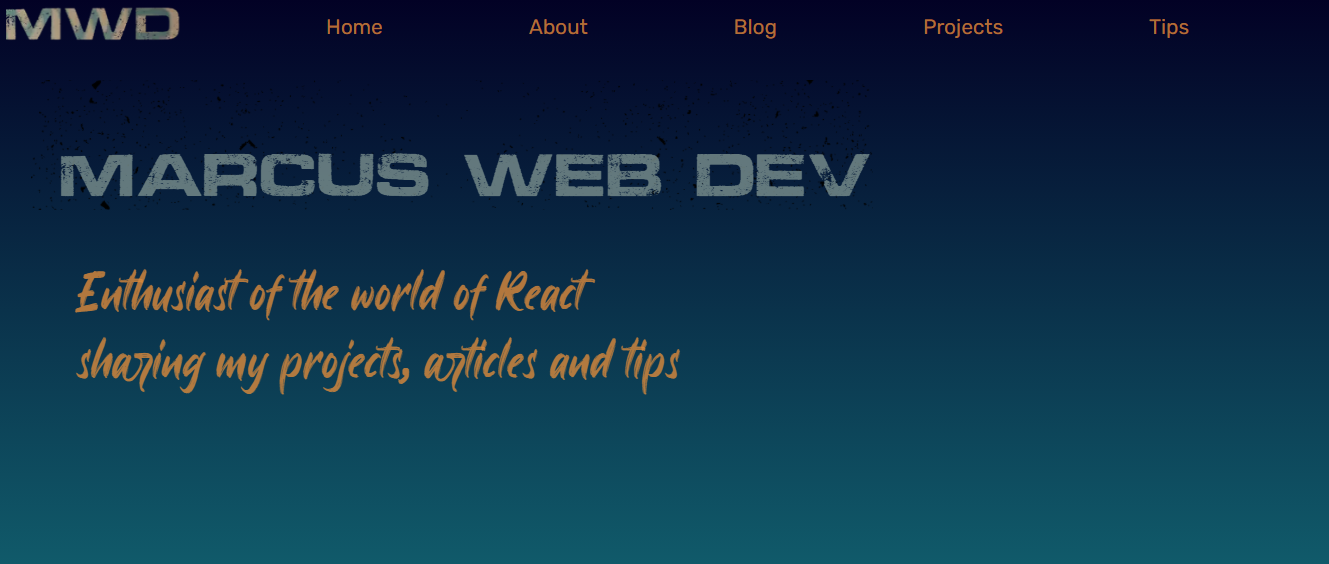 MWD
Home About Blog Projects Tips
MARCUS WEB DEV
Enthusiast of the world of React
sharing my projects, articles and tips